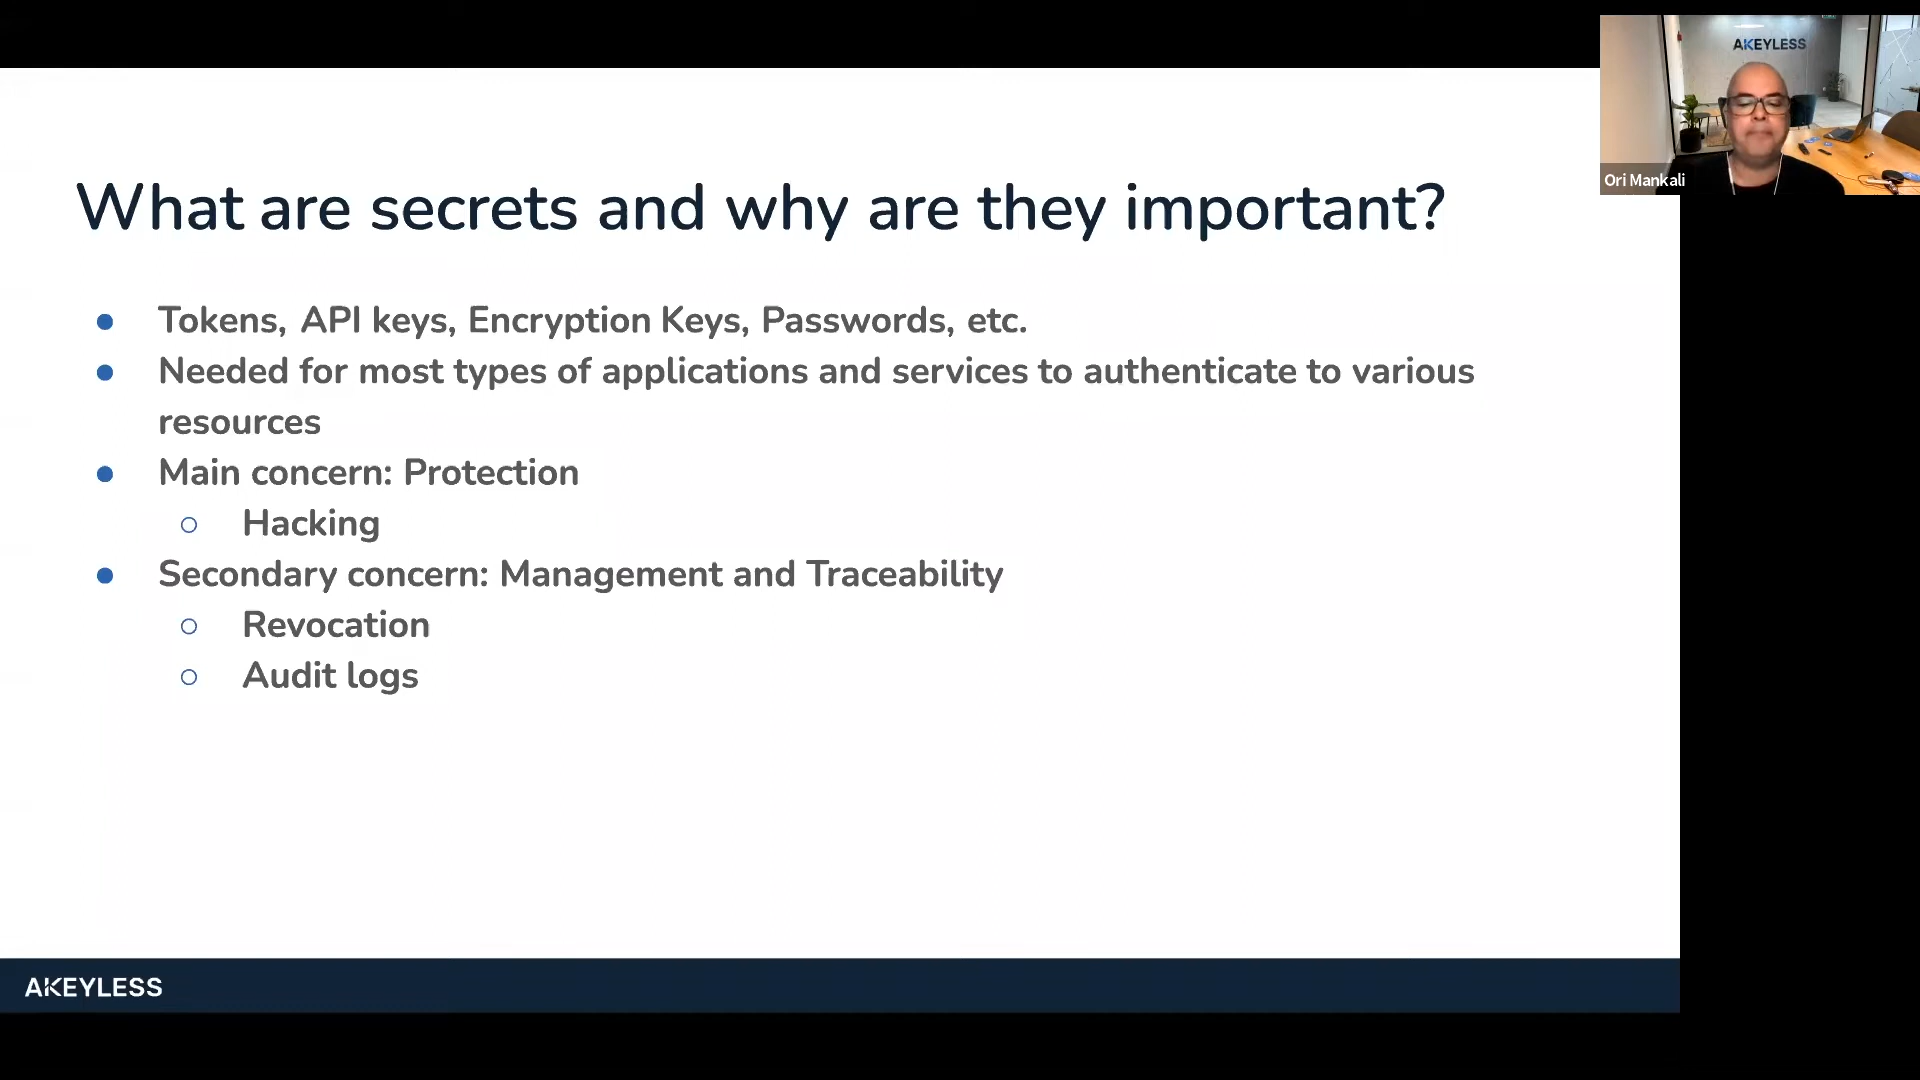 AKEYLESS
Ori Mankali
What are secrets and why are they important?
● Tokens, API keys, Encryption Keys, Passwords, etc.
● Needed for most types of applications and services to authenticate to various
resources
● Main concern: Protection
○ Hacking
● Secondary concern: Management and Traceability
○ Revocation
○ Audit logs
AKEYLESS